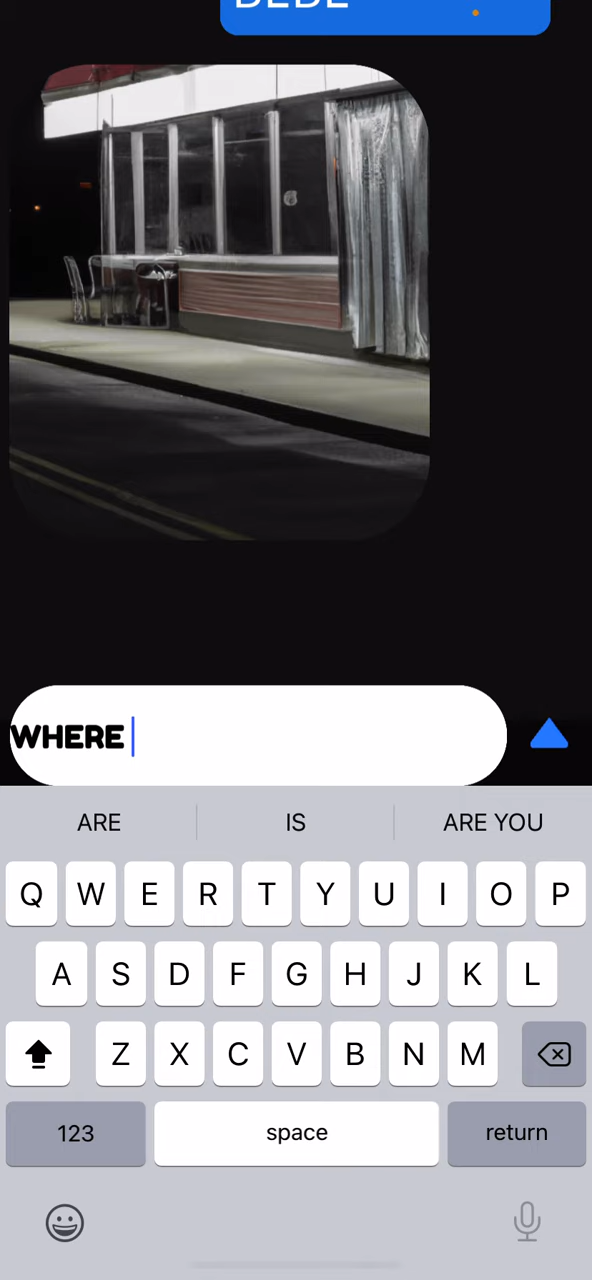 WHERE
ARE IS ARE YOU
Q W E R T Y U I O P
A S D F G H J K L
Z X C V B N M
123 space return